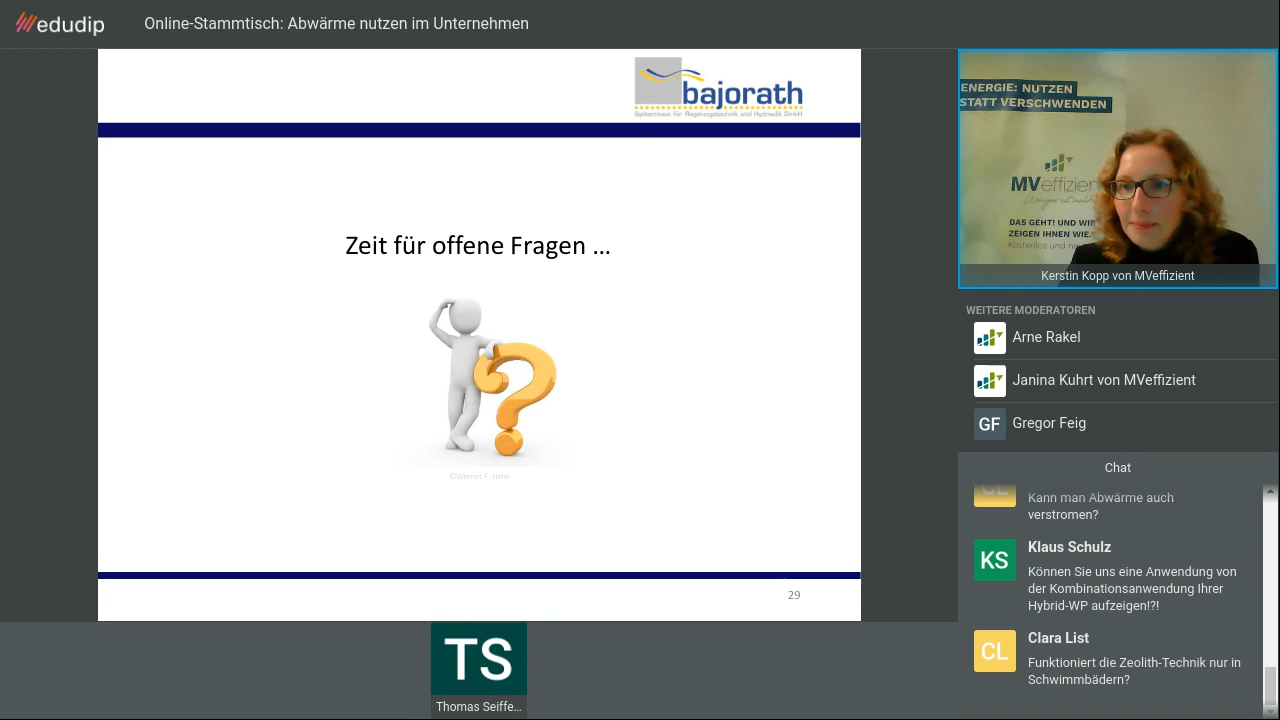 edudip
Online-Stammtisch: Abwärme nutzen im Unternehmen
bajorath
Systemhaus für Regelungstechnik und Hydraulik GmbH
Zeit für offene Fragen ...
©Werner F. Hahn
29
TS
Thomas Seiffe...
ENERGIE: NUTZEN
STATT VERSCHWENDEN
MVeffizient
DAS GEHT! UND WIR
ZEIGEN IHNEN WIE.
Kostenlos und
Kerstin Kopp von MVeffizient
WEITERE MODERATOREN
Arne Rakel
Janina Kuhrt von MVeffizient
GF
Gregor Feig
Chat
CL
Kann man Abwärme auch
verstromen?
KS
Klaus Schulz
Können Sie uns eine Anwendung von
der Kombinationsanwendung Ihrer
Hybrid-WP aufzeigen!?!
CL
Clara List
Funktioniert die Zeolith-Technik nur in
Schwimmbädern?